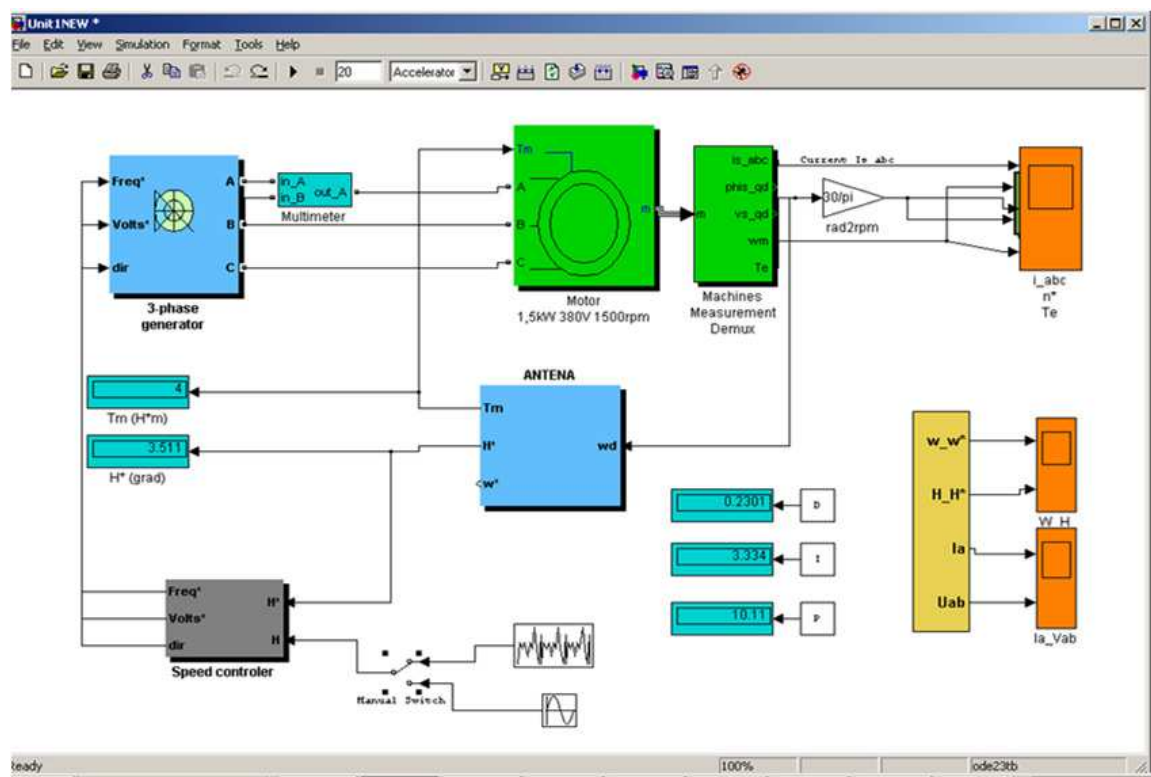 Unit1NEW *
File Edit View Simulation Format Tools Help
20 Accelerator
Freq*
Volts*
dir
A
B
C
3-phase
generator
in_A
in_B
out_A
Multimeter
Tm
A
B
C
m
Motor
1,5kW 380V 1500rpm
m
is_abc
phis_qd
vs_qd
wm
Te
Machines
Measurement
Demux
Current Is abc
30/pi
rad2rpm
i_abc
n*
Te
4
Tm (H*m)
3.511
H* (grad)
ANTENA
Tm
H*
w*
wd
0.2301
D
3.334
I
10.11
P
w_w*
H_H*
Ia
Uab
W_H
Ia_Vab
Freq*
Volts*
dir
H*
H
Speed controler
Manual Switch
Ready
100%
ode23tb